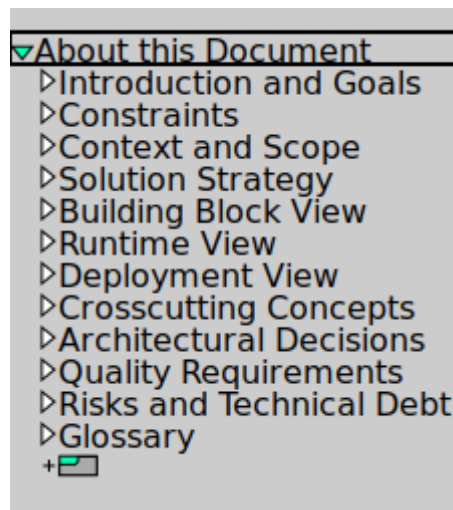 About this Document
Introduction and Goals
Constraints
Context and Scope
Solution Strategy
Building Block View
Runtime View
Deployment View
Crosscutting Concepts
Architectural Decisions
Quality Requirements
Risks and Technical Debt
Glossary
+